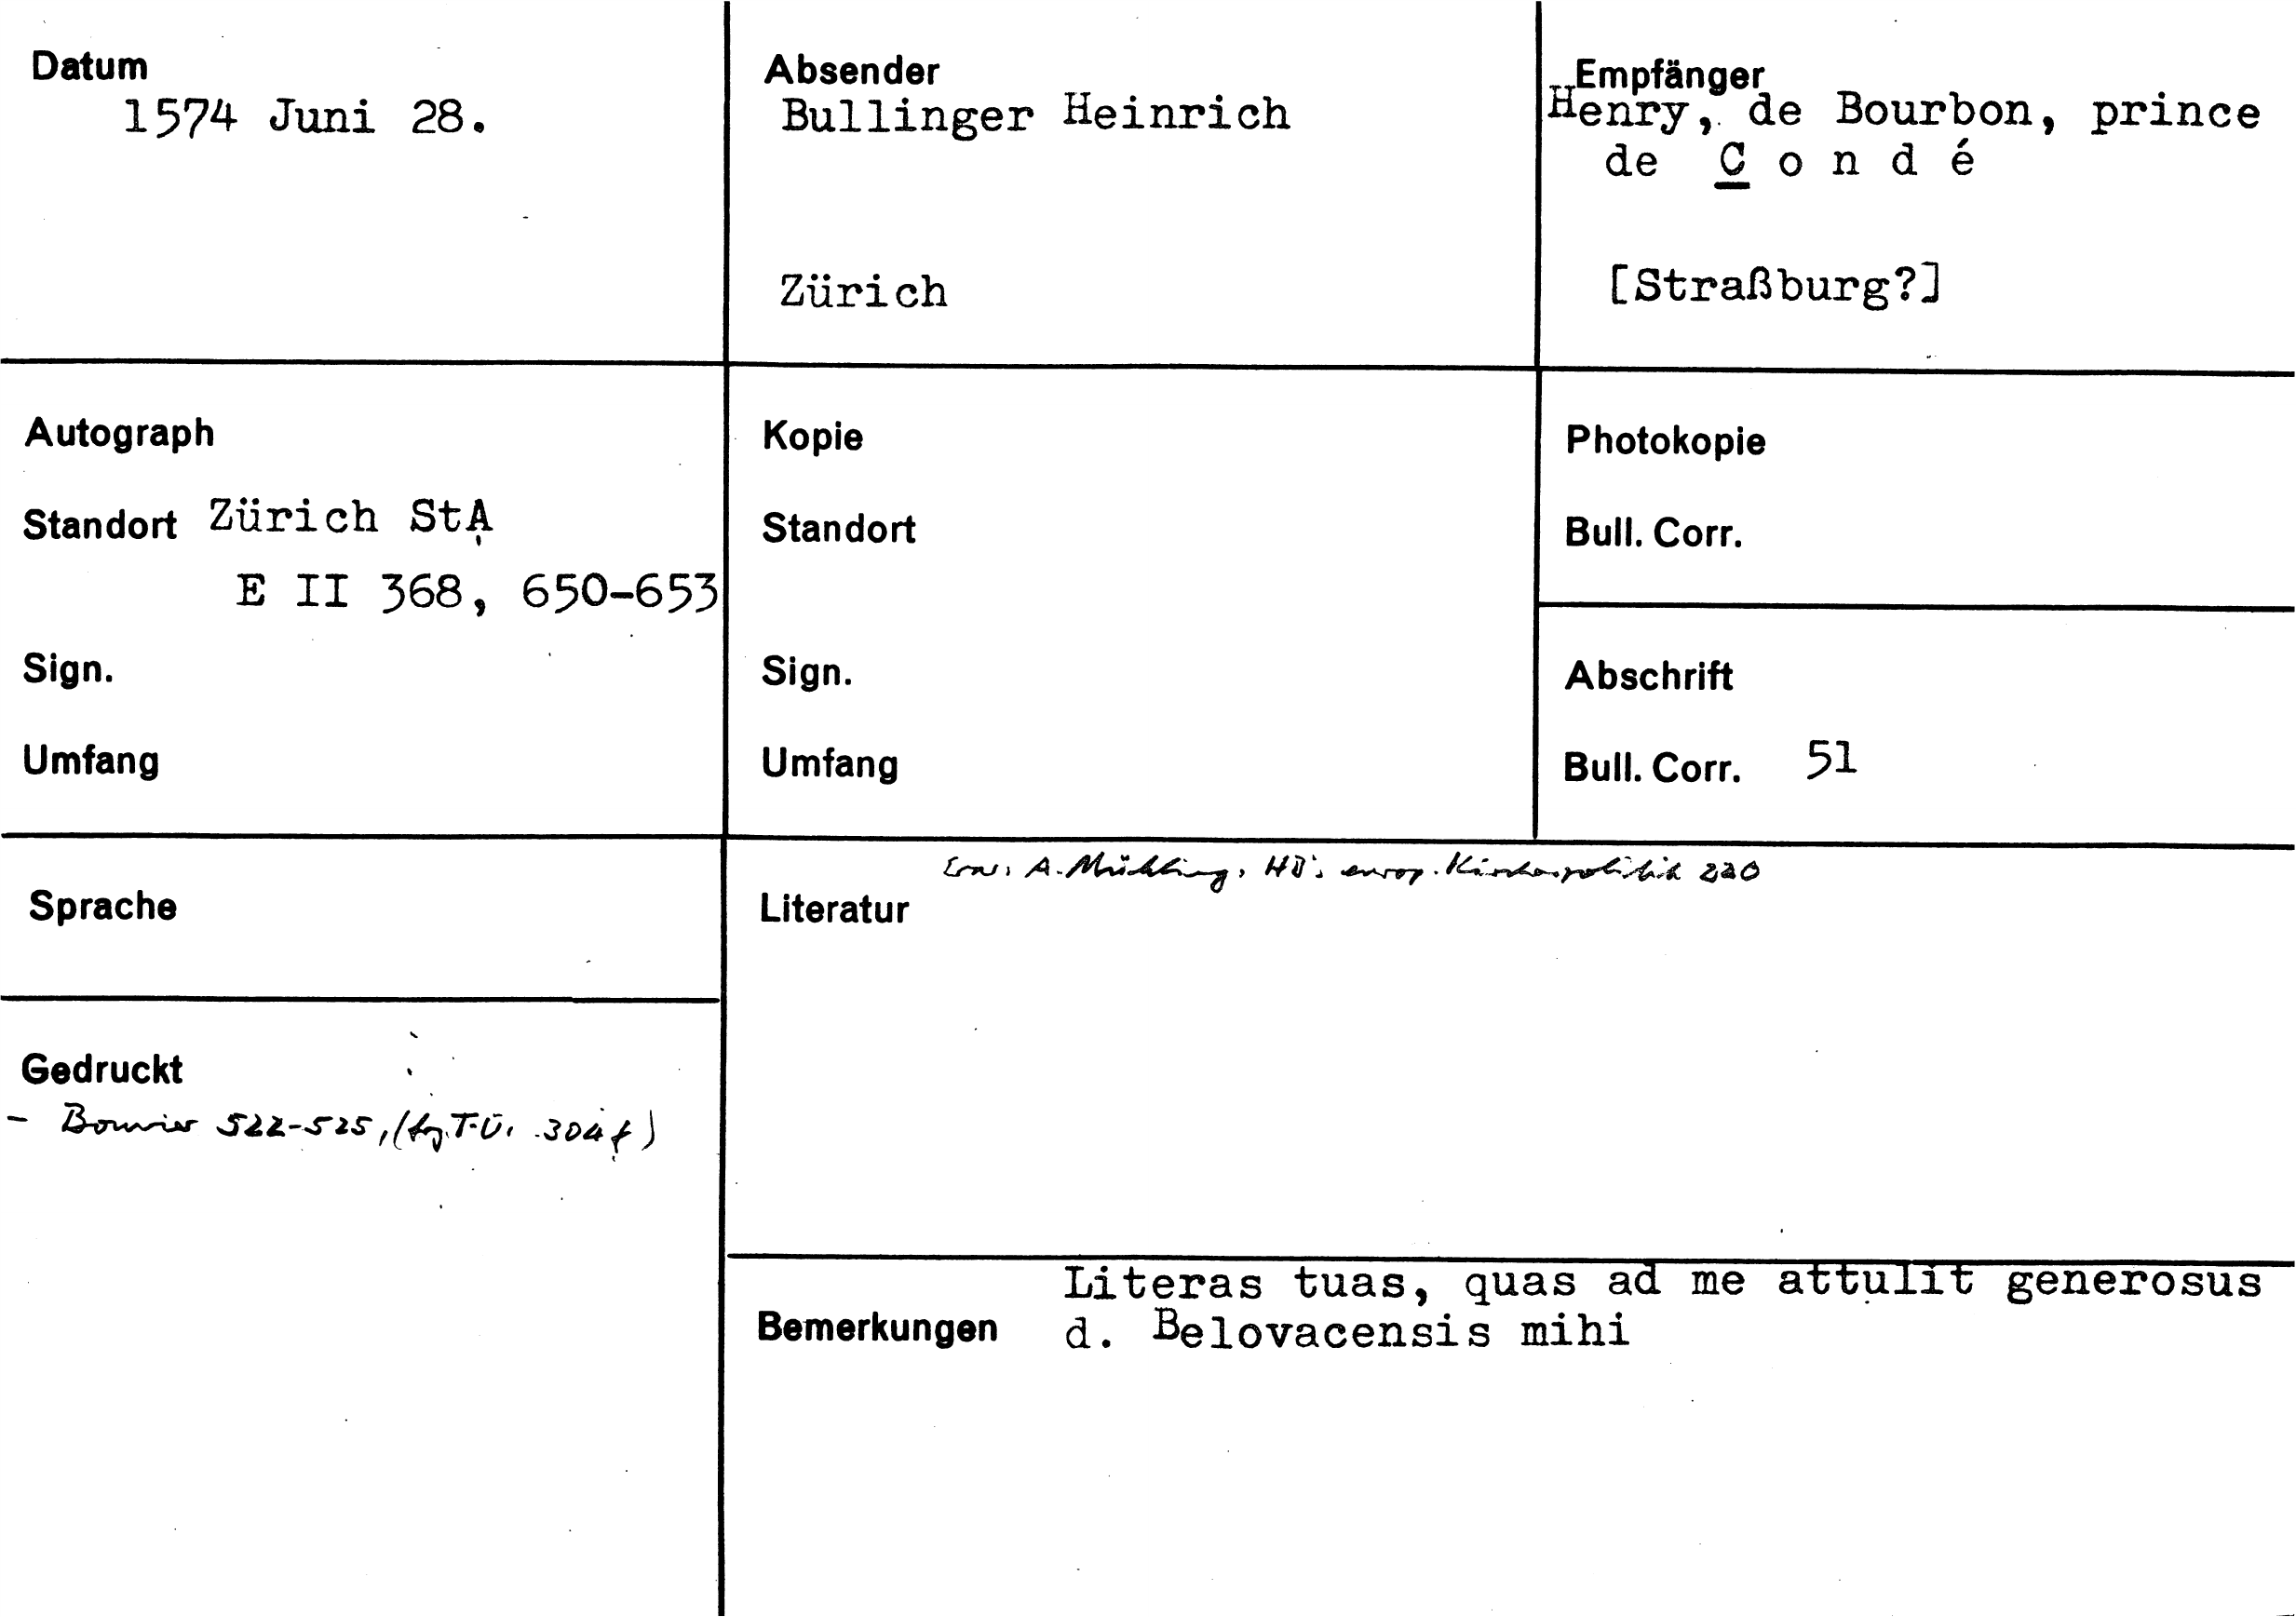 Datum
1574 Juni 28.
Absender
Bullinger Heinrich
Zürich
Empfänger
Henry, de Bourbon, prince
de C o n d é
[Straßburg?]
Autograph
Standort Zürich StA
E II 368, 650-653
Sign.
Umfang
Kopie
Standort
Sign.
Umfang
Photokopie
Bull. Corr.
Abschrift
Bull. Corr. 51
Sprache
Gedruckt
- Bouvier 522-525, (frz. T.Ü. 304 f)
A. Mühling, HB's europ. Kirchenpolitik 220
Literatur
Literas tuas, quas ad me attulit generosus
Bemerkungen d. Belovacensis mihi